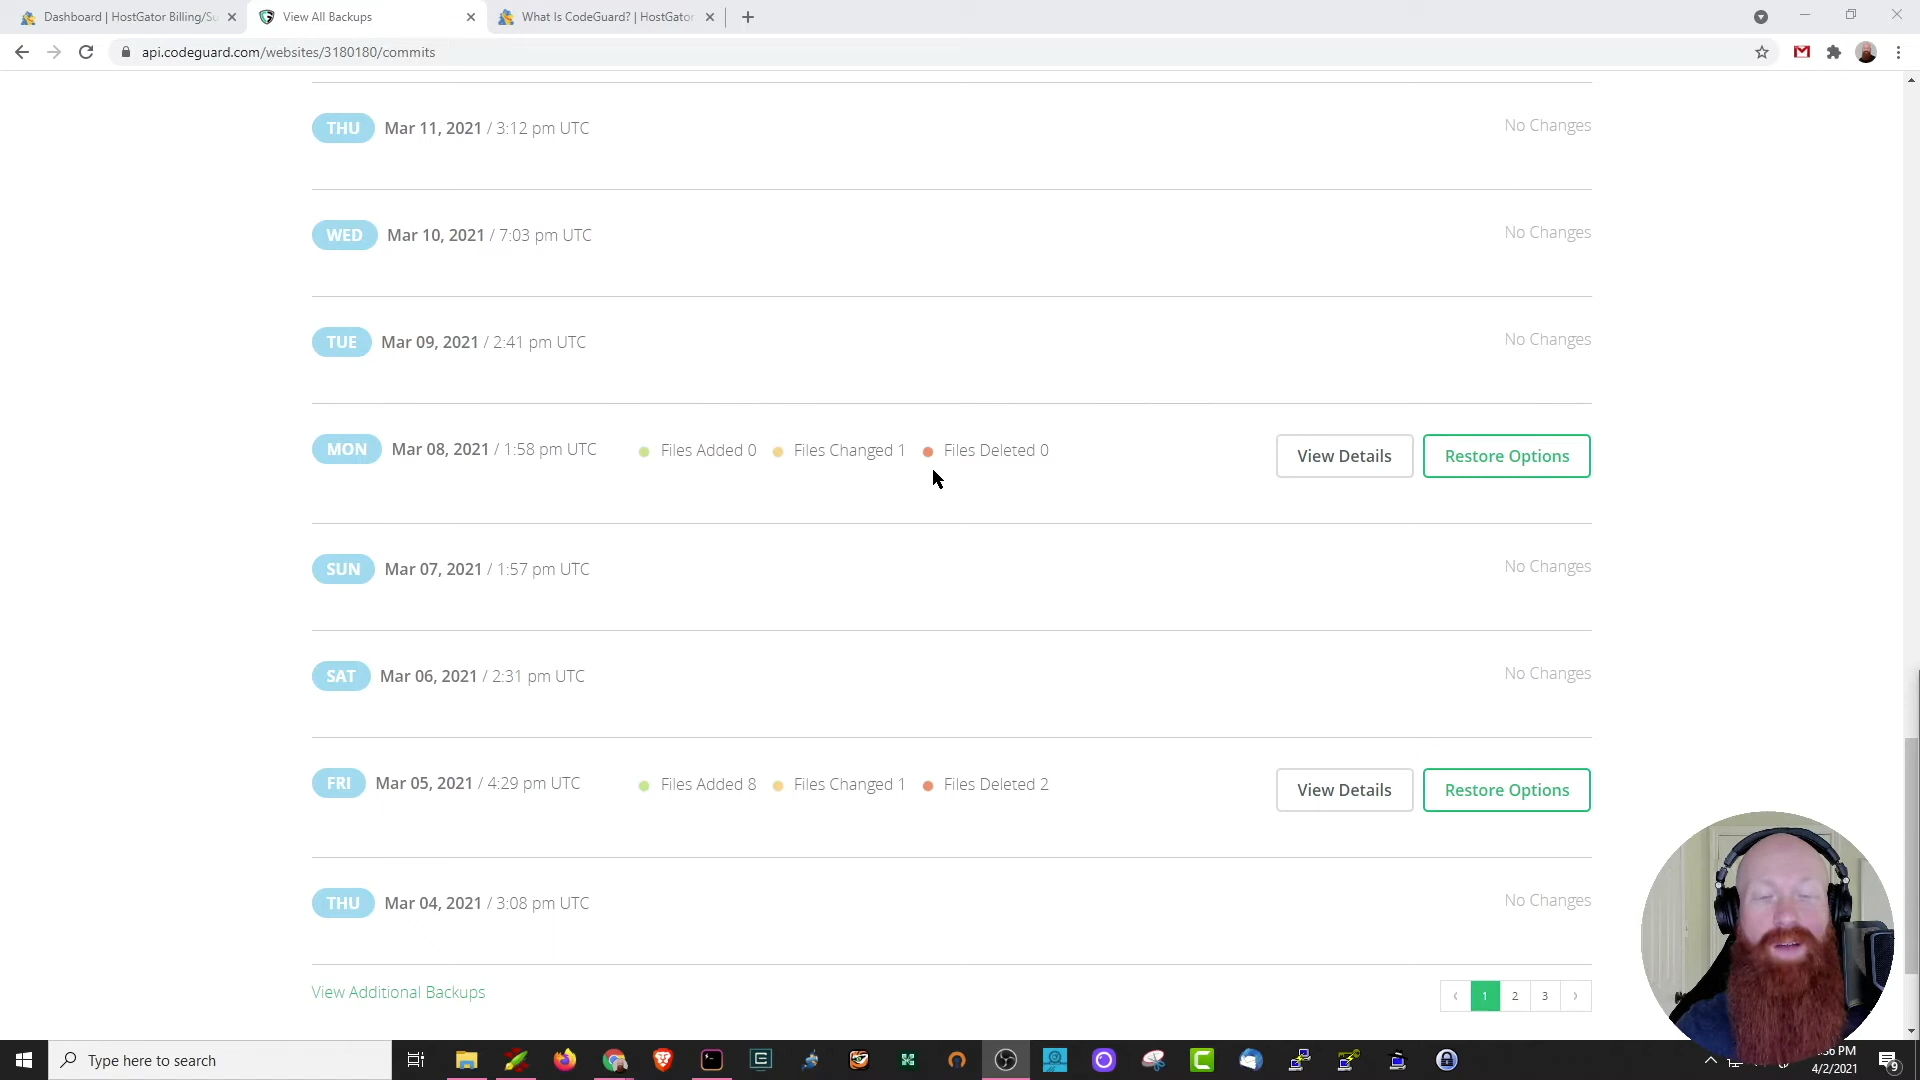 Dashboard | HostGator Billing/Su
View All Backups
What Is CodeGuard? | HostGator
api.codeguard.com/websites/3180180/commits
THU Mar 11, 2021 / 3:12 pm UTC No Changes
WED Mar 10, 2021 / 7:03 pm UTC No Changes
TUE Mar 09, 2021 / 2:41 pm UTC No Changes
MON Mar 08, 2021 / 1:58 pm UTC Files Added 0 Files Changed 1 Files Deleted 0 View Details Restore Options
SUN Mar 07, 2021 / 1:57 pm UTC No Changes
SAT Mar 06, 2021 / 2:31 pm UTC No Changes
FRI Mar 05, 2021 / 4:29 pm UTC Files Added 8 Files Changed 1 Files Deleted 2 View Details Restore Options
THU Mar 04, 2021 / 3:08 pm UTC No Changes
View Additional Backups ‹ 1 2 3 ›
Type here to search
PM
4/2/2021
9